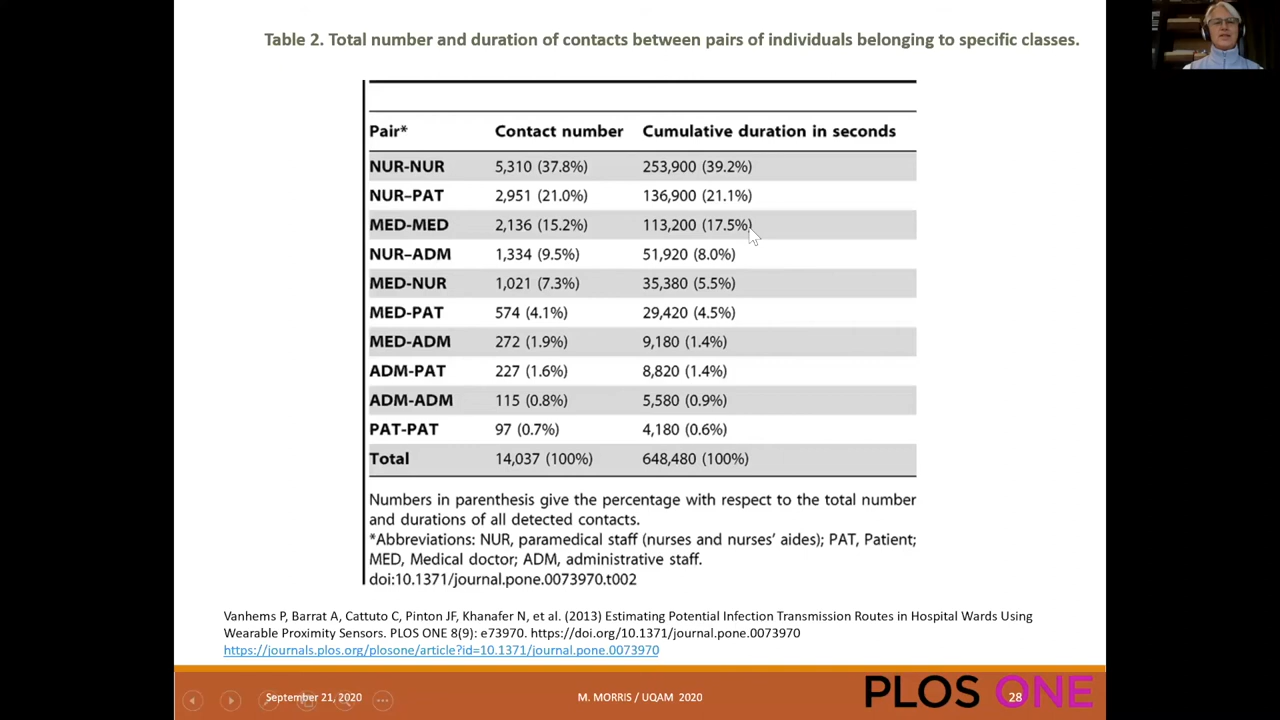 Table 2. Total number and duration of contacts between pairs of individuals belonging to specific classes.
Pair* Contact number Cumulative duration in seconds
NUR-NUR 5,310 (37.8%) 253,900 (39.2%)
NUR–PAT 2,951 (21.0%) 136,900 (21.1%)
MED-MED 2,136 (15.2%) 113,200 (17.5%)
NUR–ADM 1,334 (9.5%) 51,920 (8.0%)
MED-NUR 1,021 (7.3%) 35,380 (5.5%)
MED-PAT 574 (4.1%) 29,420 (4.5%)
MED-ADM 272 (1.9%) 9,180 (1.4%)
ADM-PAT 227 (1.6%) 8,820 (1.4%)
ADM-ADM 115 (0.8%) 5,580 (0.9%)
PAT-PAT 97 (0.7%) 4,180 (0.6%)
Total 14,037 (100%) 648,480 (100%)
Numbers in parenthesis give the percentage with respect to the total number
and durations of all detected contacts.
*Abbreviations: NUR, paramedical staff (nurses and nurses' aides); PAT, Patient;
MED, Medical doctor; ADM, administrative staff.
doi:10.1371/journal.pone.0073970.t002
Vanhems P, Barrat A, Cattuto C, Pinton JF, Khanafer N, et al. (2013) Estimating Potential Infection Transmission Routes in Hospital Wards Using
Wearable Proximity Sensors. PLOS ONE 8(9): e73970. https://doi.org/10.1371/journal.pone.0073970
https://journals.plos.org/plosone/article?id=10.1371/journal.pone.0073970
September 21, 2020 M. MORRIS / UQAM 2020 PLOS ONE 28